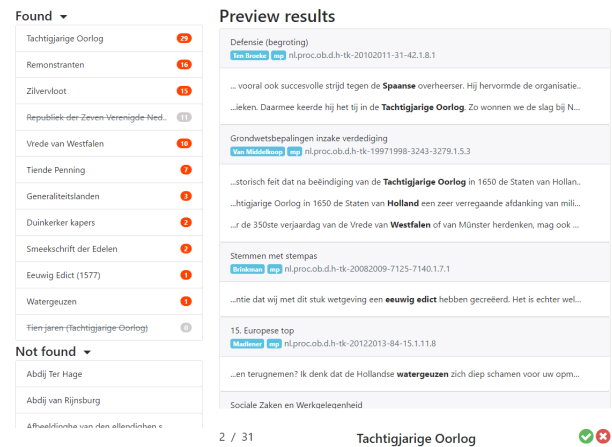 Found
Tachtigjarige Oorlog 29
Remonstranten 16
Zilvervloot 15
Republiek der Zeven Verenigde Ned.. 11
Vrede van Westfalen 10
Tiende Penning 7
Generaliteitslanden 3
Duinkerker kapers 2
Smeekschrift der Edelen 2
Eeuwig Edict (1577) 1
Watergeuzen 1
Tien jaren (Tachtigjarige Oorlog) 0
Not found
Abdij Ter Hage
Abdij van Rijnsburg
Afbeeldinghe van den ellendighen s
Preview results
Defensie (begroting)
Ten Broeke mp nl.proc.ob.d.h-tk-20102011-31-42.1.8.1
... vooral ook succesvolle strijd tegen de Spaanse overheerser. Hij hervormde de organisatie..
...ieken. Daarmee keerde hij het tij in de Tachtigjarige Oorlog. Zo wonnen we de slag bij N...
Grondwetsbepalingen inzake verdediging
Van Middelkoop mp nl.proc.ob.d.h-tk-19971998-3243-3279.1.5.3
...storisch feit dat na beëindiging van de Tachtigjarige Oorlog in 1650 de Staten van Hollan..
...htigjarige Oorlog in 1650 de Staten van Holland een zeer verregaande afdanking van mili...
...r de 350ste verjaardag van de Vrede van Westfalen of van Münster herdenken, mag ook ...
Stemmen met stempas
Brinkman mp nl.proc.ob.d.h-tk-20082009-7125-7140.1.7.1
...ntie dat wij met dit stuk wetgeving een eeuwig edict hebben gecreëerd. Het is echter wel...
15. Europese top
Madlener mp nl.proc.ob.d.h-tk-20122013-84-15.1.11.8
...en terugnemen? Ik denk dat de Hollandse watergeuzen zich diep schamen voor uw opm...
Sociale Zaken en Werkgelegenheid
2 / 31
Tachtigjarige Oorlog